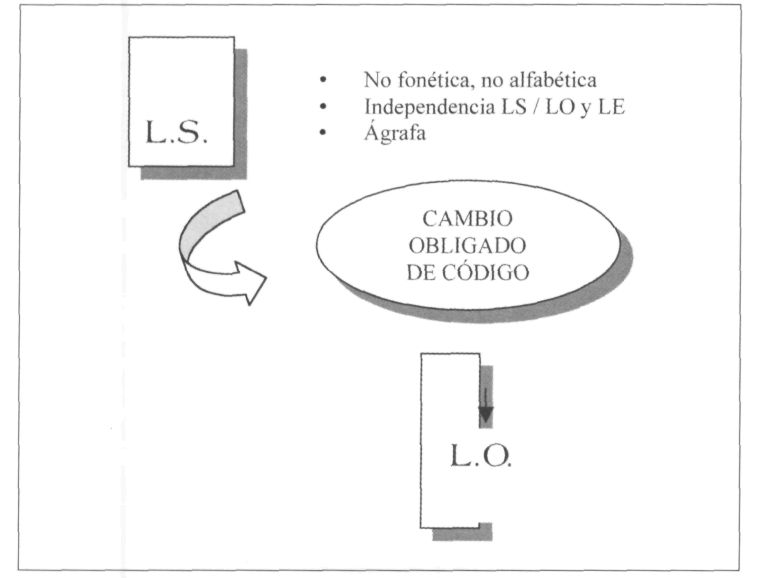 L.S.
• No fonética, no alfabética
• Independencia LS / LO y LE
• Ágrafa
CAMBIO
OBLIGADO
DE CÓDIGO
L.O.